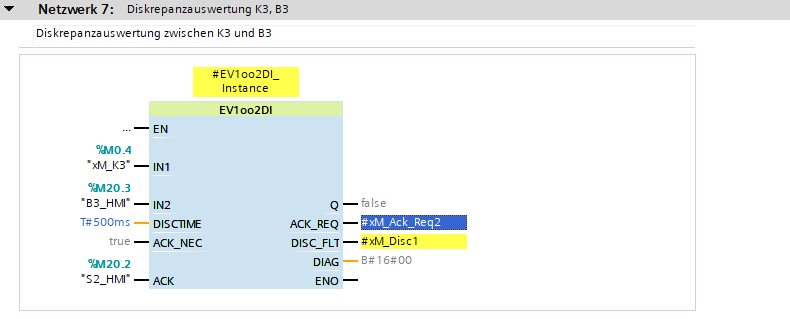 Netzwerk 7: Diskrepanzauswertung K3, B3
Diskrepanzauswertung zwischen K3 und B3
#EV1oo2DI_
Instance
EV1oo2DI
... EN
%M0.4
"xM_K3" IN1
%M20.3
"B3_HMI" IN2 Q false
T#500ms DISCTIME ACK_REQ #xM_Ack_Req2
true ACK_NEC DISC_FLT #xM_Disc1
%M20.2 DIAG B#16#00
"S2_HMI" ACK ENO